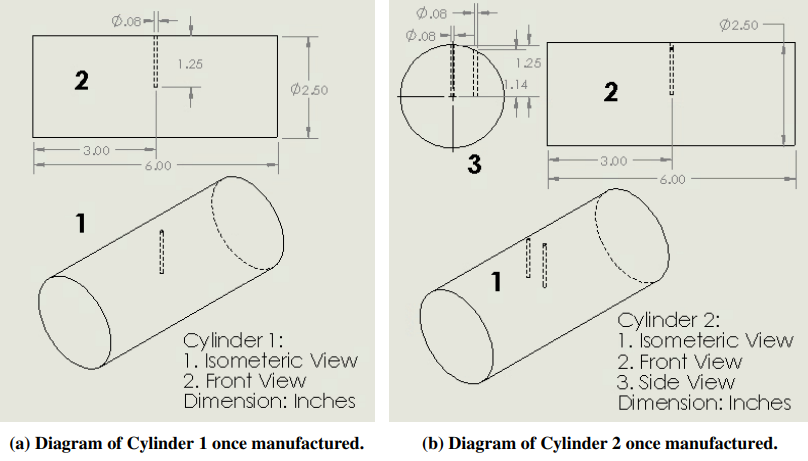 Ø.08
2
1.25
Ø2.50
3.00
6.00
1
Cylinder 1:
1. Isometeric View
2. Front View
Dimension: Inches
(a) Diagram of Cylinder 1 once manufactured.
Ø.08
Ø.08
1.25
1.14
3
Ø2.50
2
3.00
6.00
1
Cylinder 2:
1. Isometeric View
2. Front View
3. Side View
Dimension: Inches
(b) Diagram of Cylinder 2 once manufactured.